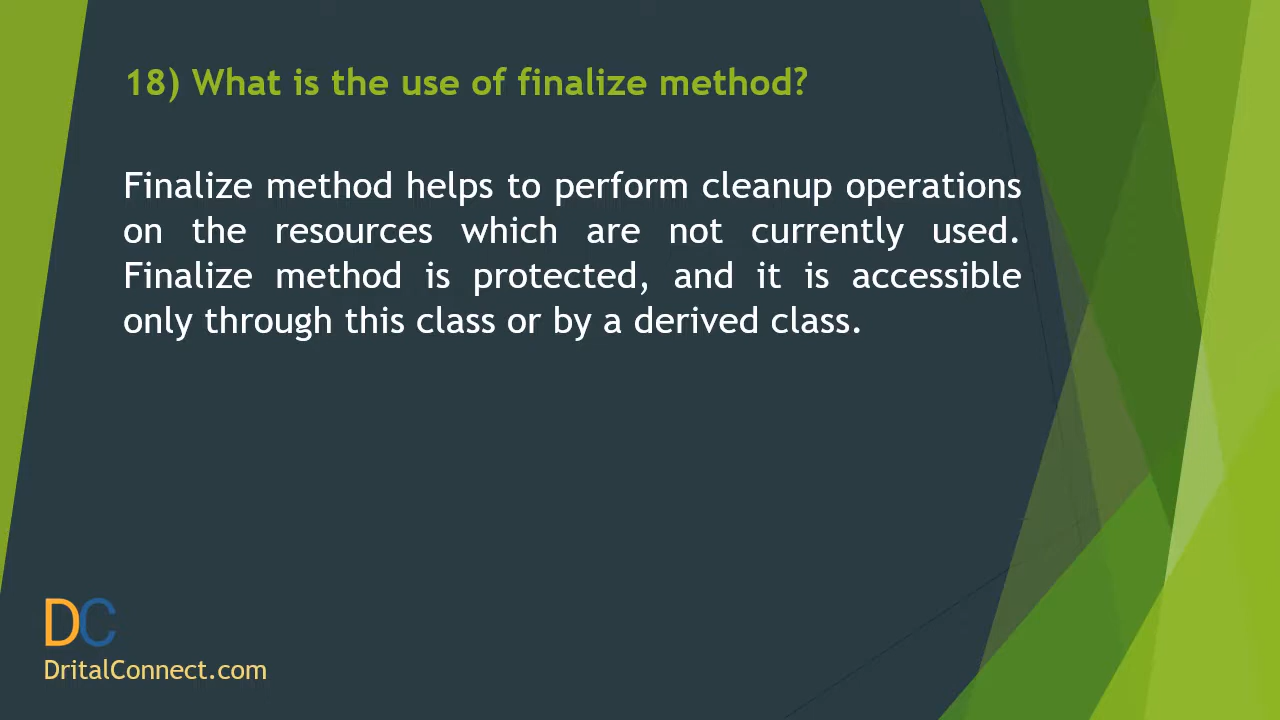 18) What is the use of finalize method?
Finalize method helps to perform cleanup operations
on the resources which are not currently used.
Finalize method is protected, and it is accessible
only through this class or by a derived class.
DC
DritalConnect.com